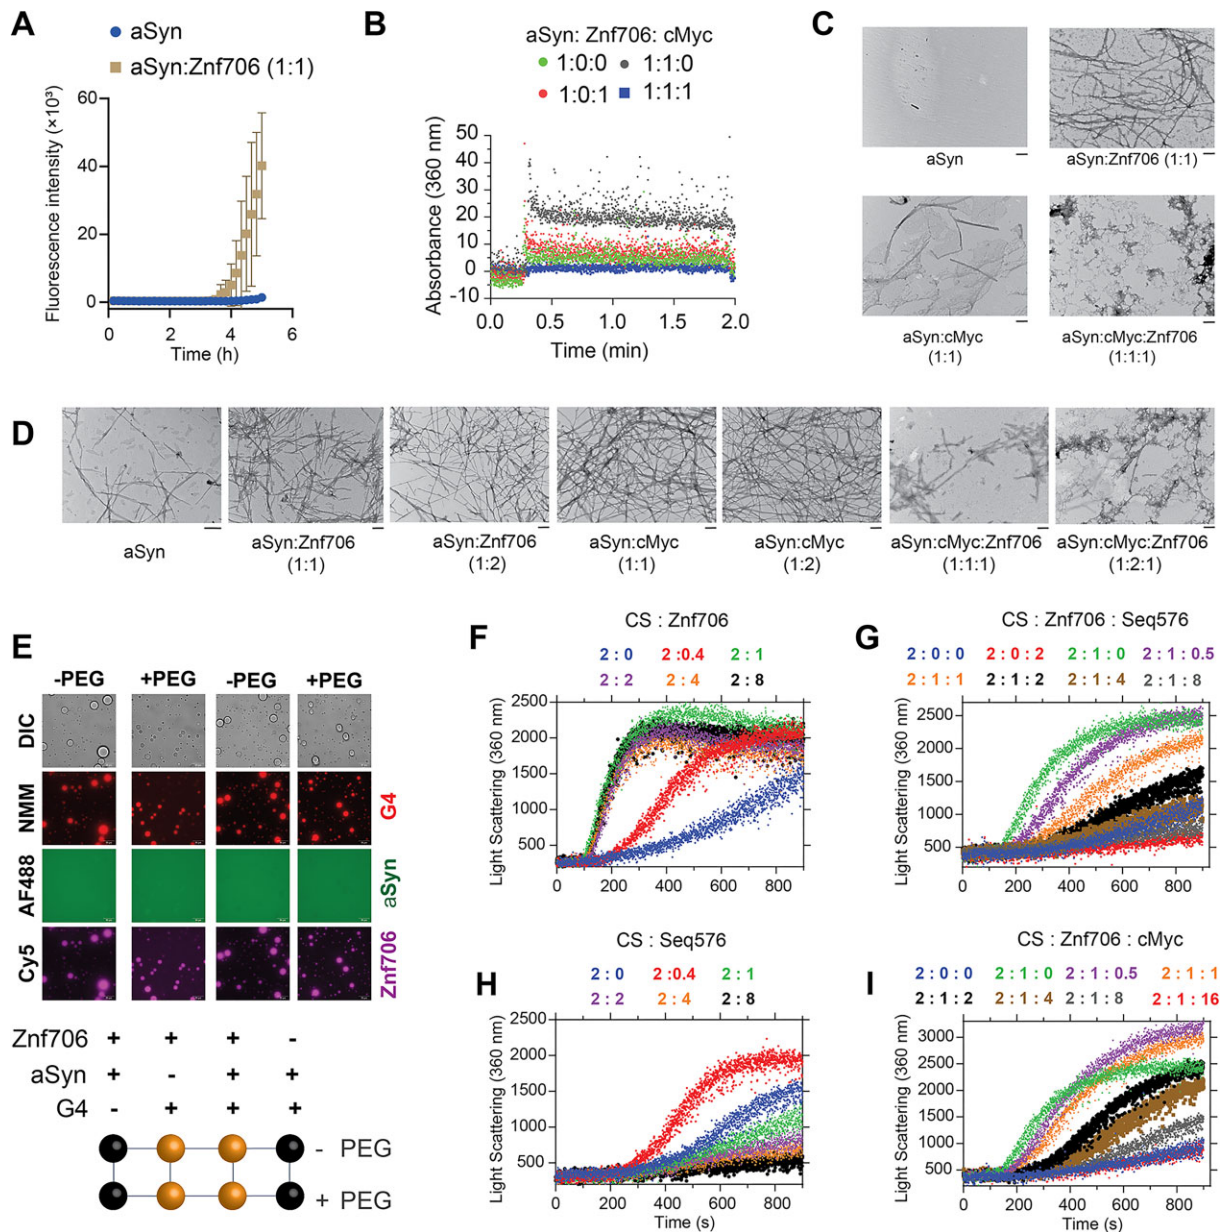 A
aSyn
aSyn:Znf706 (1:1)
Fluorescence intensity (×10³)
60
40
20
0
0 2 4 6
Time (h)
B
aSyn: Znf706: cMyc
1:0:0 1:1:0
1:0:1 1:1:1
Absorbance (360 nm)
50
40
30
20
10
0
-10
0.0 0.5 1.0 1.5 2.0
Time (min)
C
aSyn
aSyn:Znf706 (1:1)
aSyn:cMyc
(1:1)
aSyn:cMyc:Znf706
(1:1:1)
D
aSyn
aSyn:Znf706
(1:1)
aSyn:Znf706
(1:2)
aSyn:cMyc
(1:1)
aSyn:cMyc
(1:2)
aSyn:cMyc:Znf706
(1:1:1)
aSyn:cMyc:Znf706
(1:2:1)
E
-PEG +PEG -PEG +PEG
DIC
NMM
G4
AF488
aSyn
Cy5
Znf706
Znf706 + + + -
aSyn + - + +
G4 - + + +
- PEG
+ PEG
F
CS : Znf706
2 : 0 2 :0.4 2 : 1
2 : 2 2 : 4 2 : 8
Light Scattering (360 nm)
2500
2000
1500
1000
500
0 200 400 600 800
G
CS : Znf706 : Seq576
2 : 0 : 0 2 : 0 : 2 2 : 1 : 0 2 : 1 : 0.5
2 : 1 : 1 2 : 1 : 2 2 : 1 : 4 2 : 1 : 8
Light Scattering (360 nm)
2500
2000
1500
1000
500
0 200 400 600 800
H
CS : Seq576
2 : 0 2 :0.4 2 : 1
2 : 2 2 : 4 2 : 8
Light Scattering (360 nm)
2500
2000
1500
1000
500
0 200 400 600 800
Time (s)
I
CS : Znf706 : cMyc
2 : 0 : 0 2 : 1 : 0 2 : 1 : 0.5 2 : 1 : 1
2 : 1 : 2 2 : 1 : 4 2 : 1 : 8 2 : 1 : 16
Light Scattering (360 nm)
3000
2500
2000
1500
1000
500
0 200 400 600 800
Time (s)